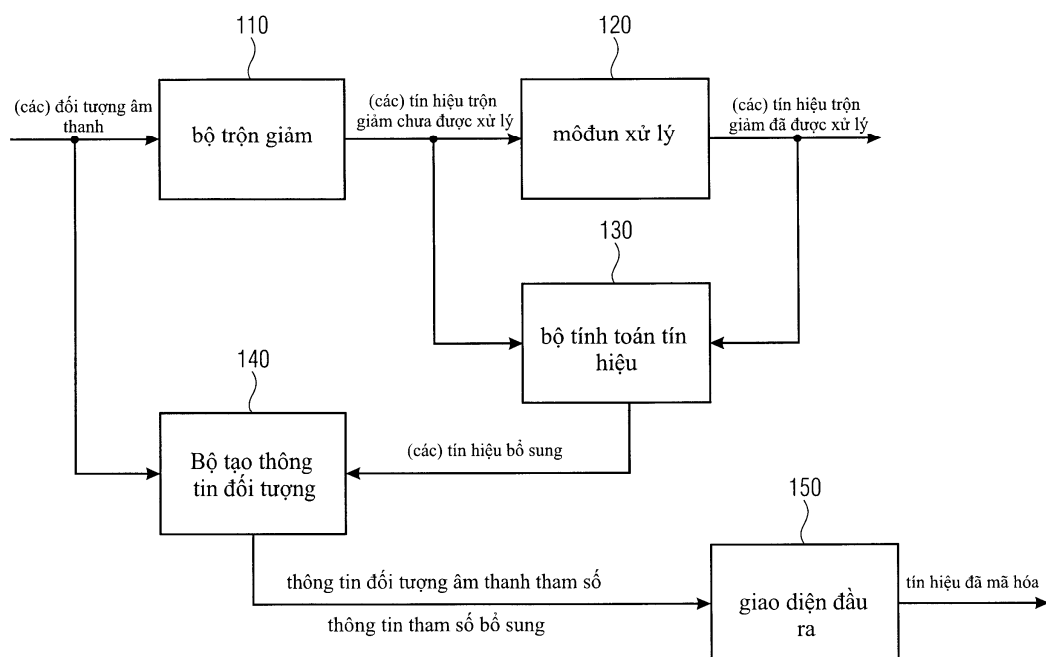 110
120
(các) đối tượng âm
thanh
bộ trộn giảm
(các) tín hiệu trộn
giảm chưa được xử lý
môđun xử lý
(các) tín hiệu trộn
giảm đã được xử lý
130
bộ tính toán tín
hiệu
140
Bộ tạo thông
tin đối tượng
(các) tín hiệu bổ sung
150
thông tin đối tượng âm thanh tham số
thông tin tham số bổ sung
giao diện đầu
ra
tín hiệu đã mã hóa